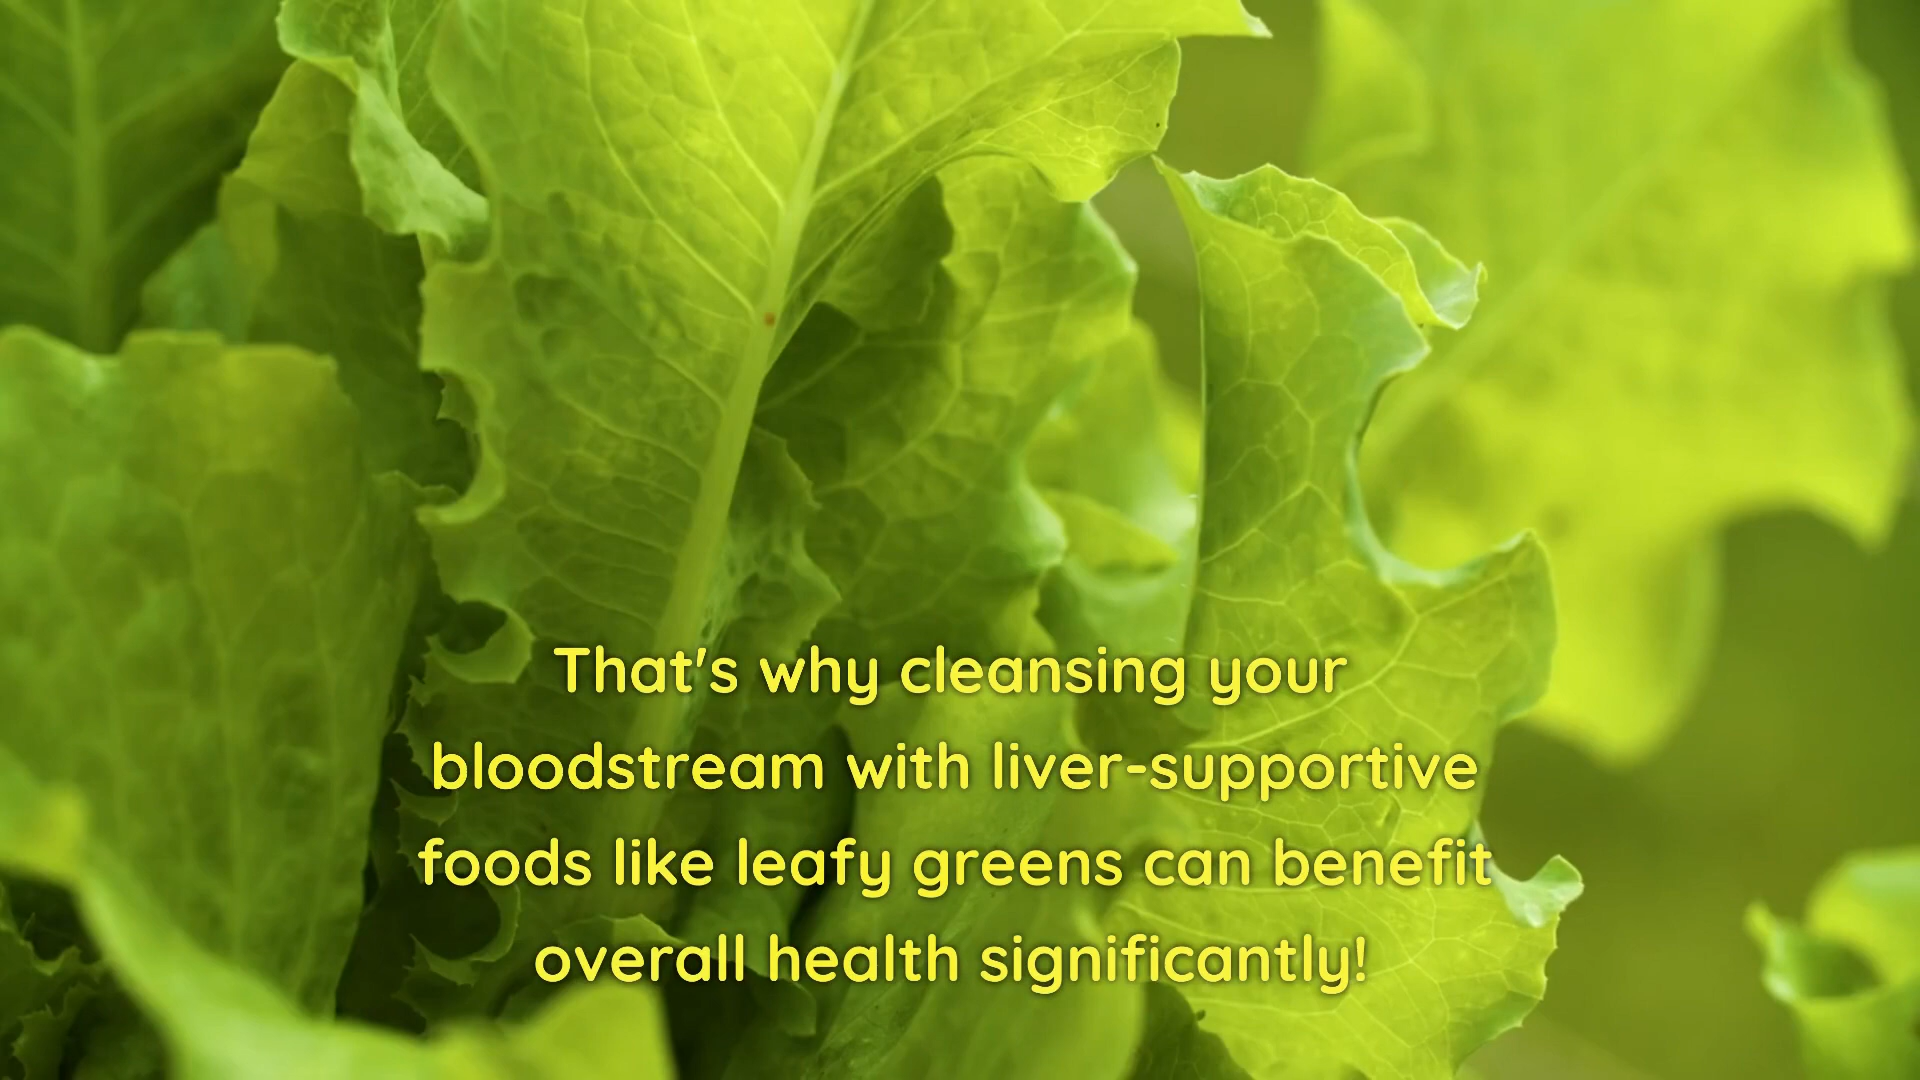 That's why cleansing your
bloodstream with liver-supportive
foods like leafy greens can benefit
overall health significantly!